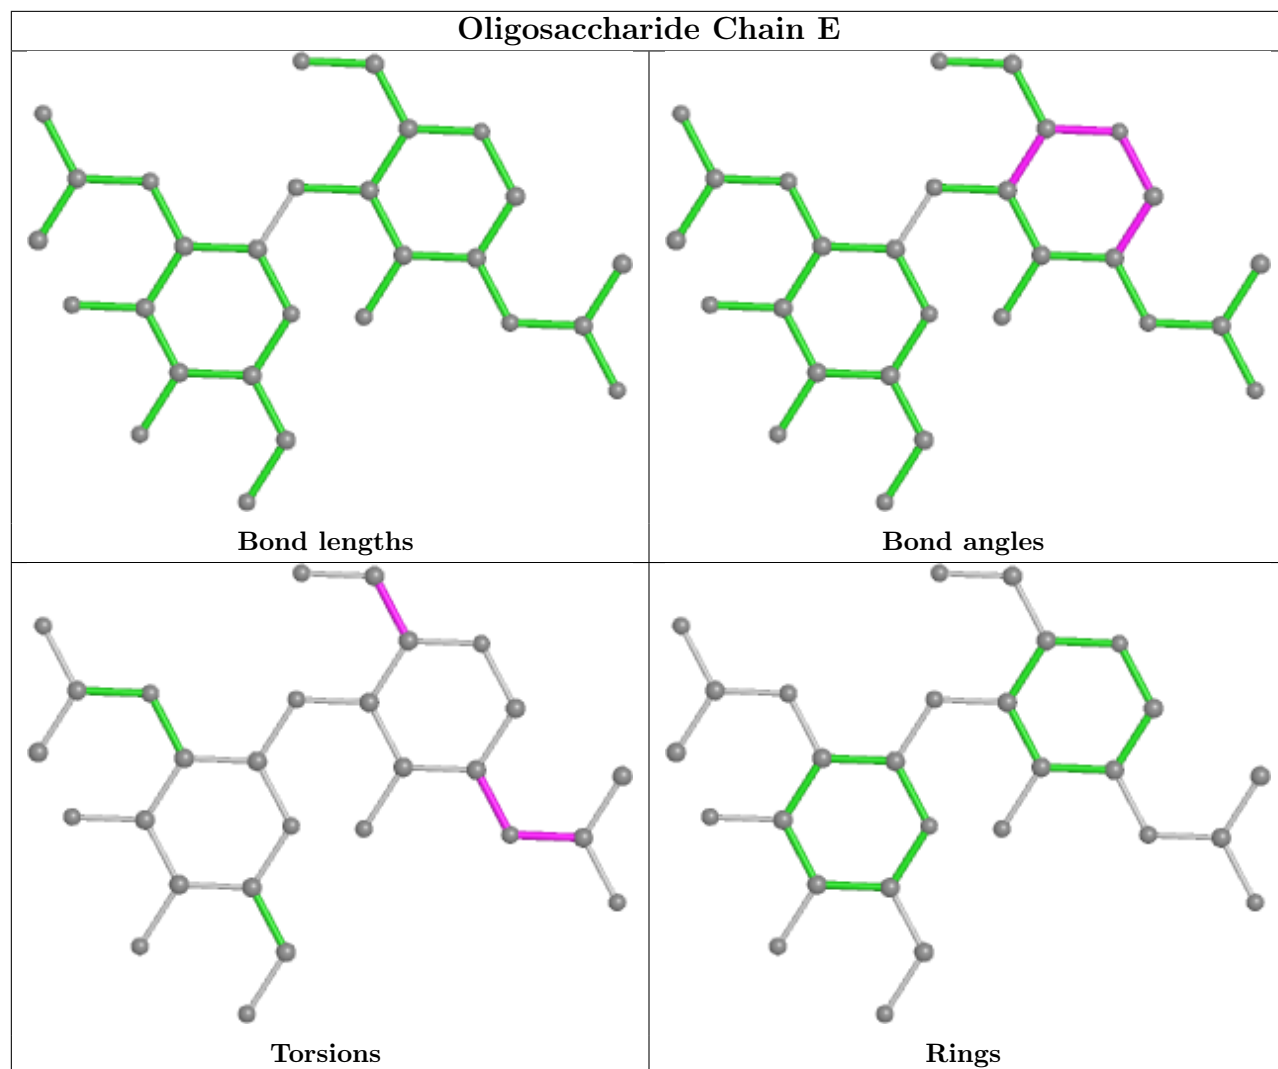 Oligosaccharide Chain E
Bond lengths
Bond angles
Torsions
Rings